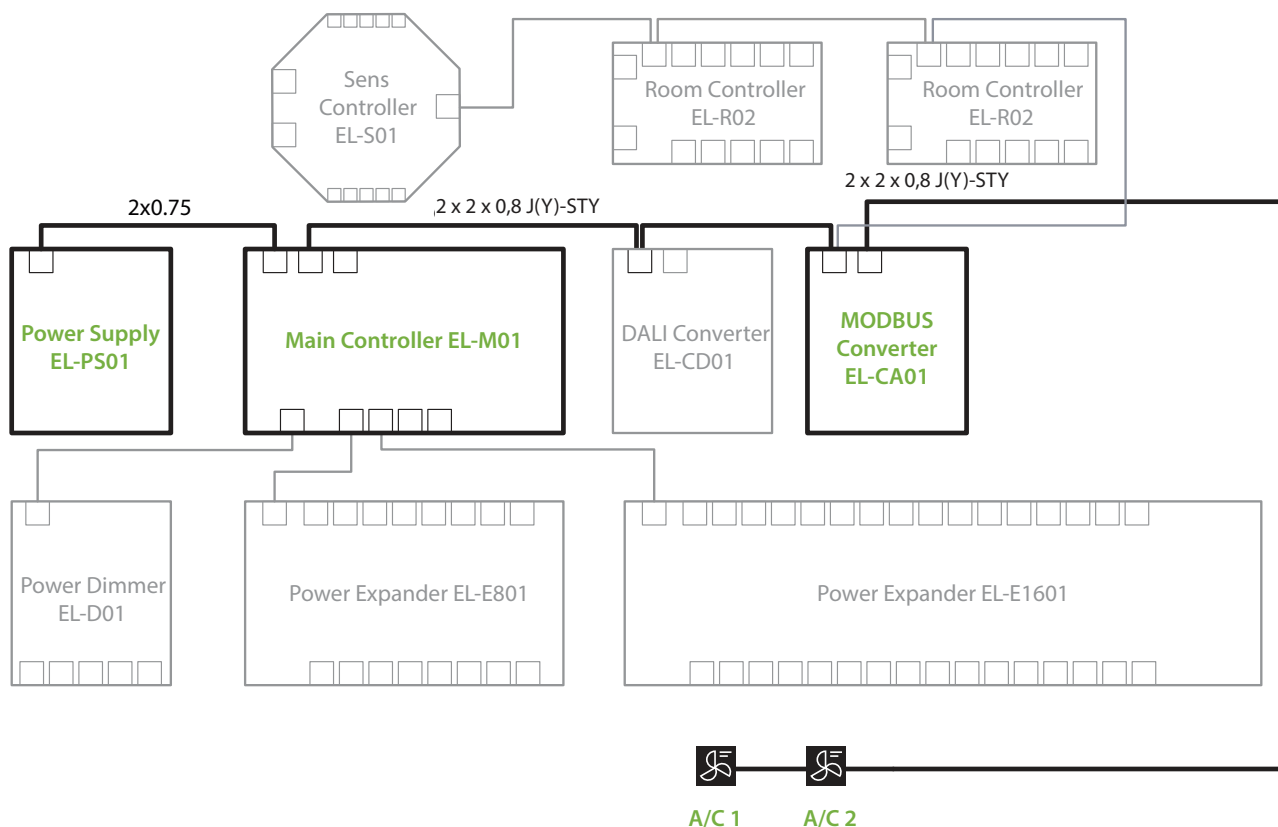 Sens
Controller
EL-S01
Room Controller
EL-R02
Room Controller
EL-R02
2x0.75
,2 x 2 x 0,8 J(Y)-STY
2 x 2 x 0,8 J(Y)-STY
Power Supply
EL-PS01
Main Controller EL-M01
DALI Converter
EL-CD01
MODBUS
Converter
EL-CA01
Power Dimmer
EL-D01
Power Expander EL-E801
Power Expander EL-E1601
A/C 1
A/C 2